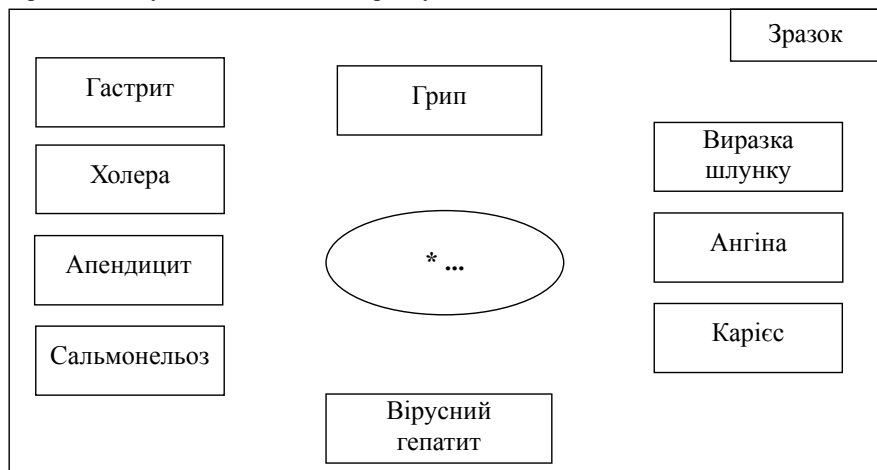 Зразок
Гастрит
Грип
Виразка
шлунку
Холера
Ангіна
* ...
Апендицит
Карієс
Сальмонельоз
Вірусний
гепатит